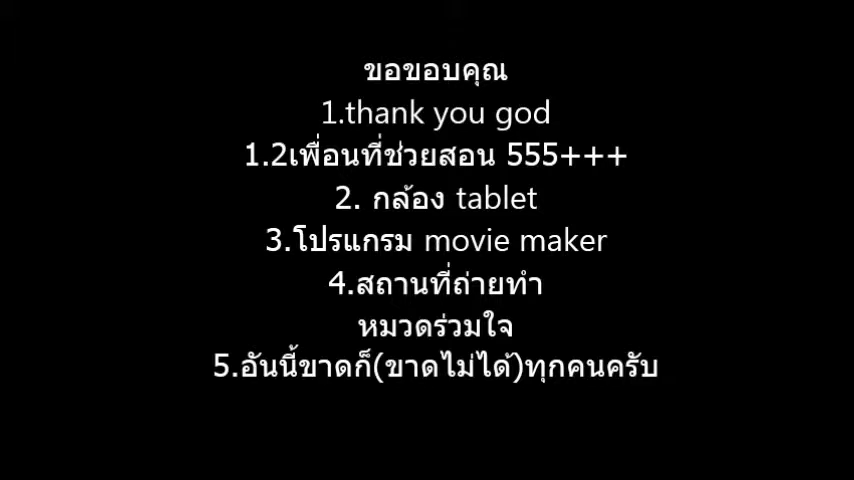 ขอขอบคุณ
1.thank you god
1.2เพื่อนที่ช่วยสอน 555+++
2. กล้อง tablet
3.โปรแกรม movie maker
4.สถานที่ถ่ายทำ
หมวดร่วมใจ
5.อันนี้ขาดก็(ขาดไม่ได้)ทุกคนครับ